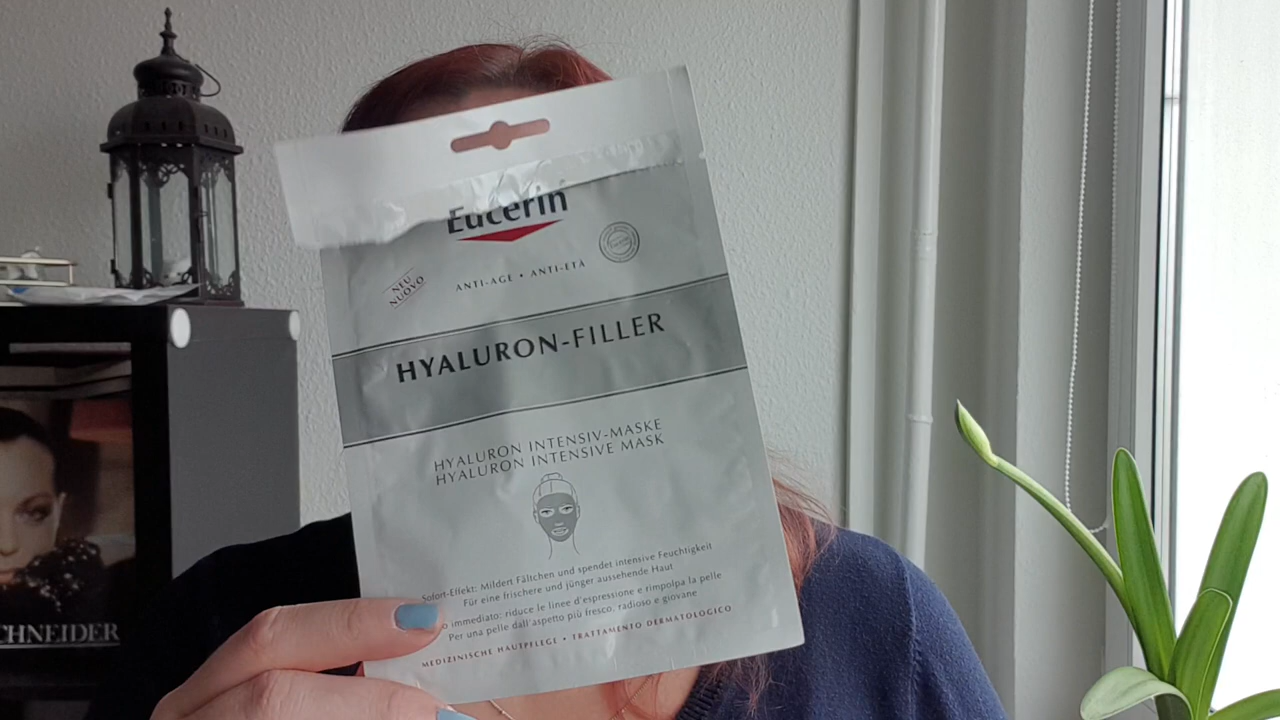 Eucerin
NEU
NUOVO
ANTI-AGE • ANTI-ETÀ
HYALURON-FILLER
HYALURON INTENSIV-MASKE
HYALURON INTENSIVE MASK
Sofort-Effekt: Mildert Fältchen und spendet intensive Feuchtigkeit
Für eine frischere und jünger aussehende Haut
immediato: riduce le linee d'espressione e rimpolpa la pelle
Per una pelle dall'aspetto più fresco, radioso e giovane
MEDIZINISCHE HAUTPFLEGE • TRATTAMENTO DERMATOLOGICO
CHNEIDER